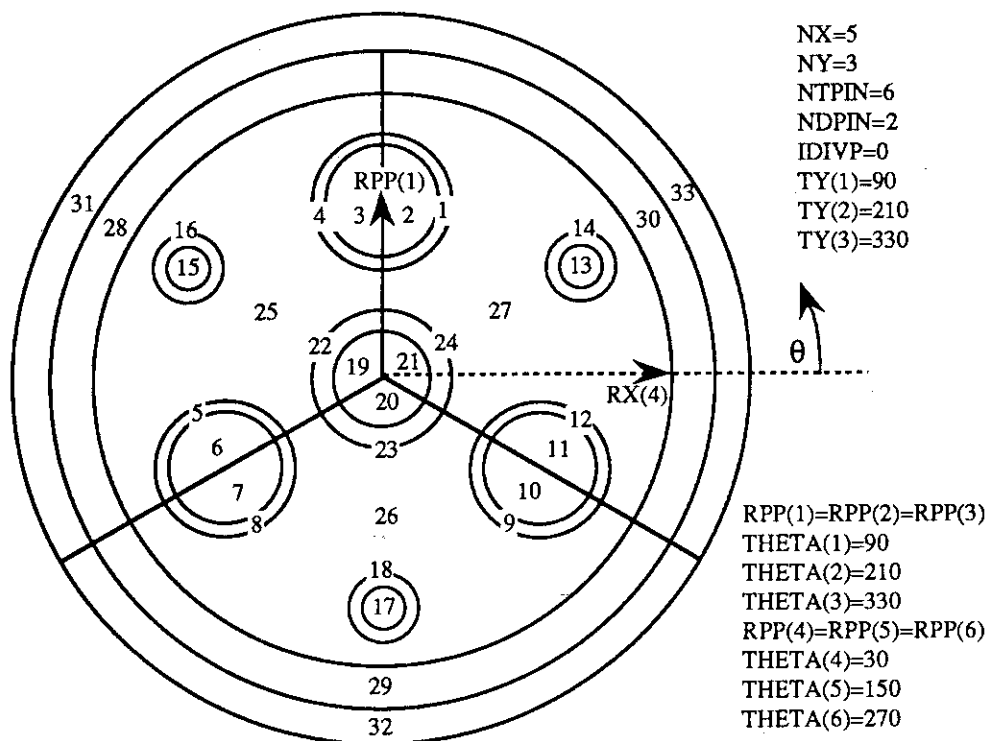 NX=5
NY=3
NTPIN=6
NDPIN=2
IDIVP=0
TY(1)=90
TY(2)=210
TY(3)=330
31
28
16
15
4
RPP(1)
3
2
1
14
13
30
33
25
27
22
19
21
24
20
23
RX(4)
θ
5
6
7
8
12
11
10
9
26
18
17
29
32
RPP(1)=RPP(2)=RPP(3)
THETA(1)=90
THETA(2)=210
THETA(3)=330
RPP(4)=RPP(5)=RPP(6)
THETA(4)=30
THETA(5)=150
THETA(6)=270